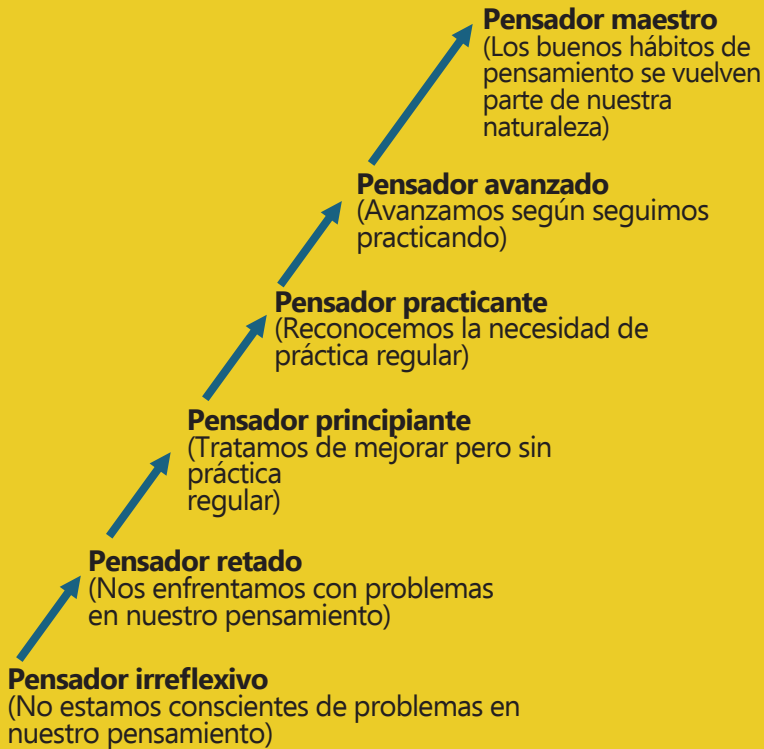 Pensador maestro
(Los buenos hábitos de
pensamiento se vuelven
parte de nuestra
naturaleza)
Pensador avanzado
(Avanzamos según seguimos
practicando)
Pensador practicante
(Reconocemos la necesidad de
práctica regular)
Pensador principiante
(Tratamos de mejorar pero sin
práctica
regular)
Pensador retado
(Nos enfrentamos con problemas
en nuestro pensamiento)
Pensador irreflexivo
(No estamos conscientes de problemas en
nuestro pensamiento)